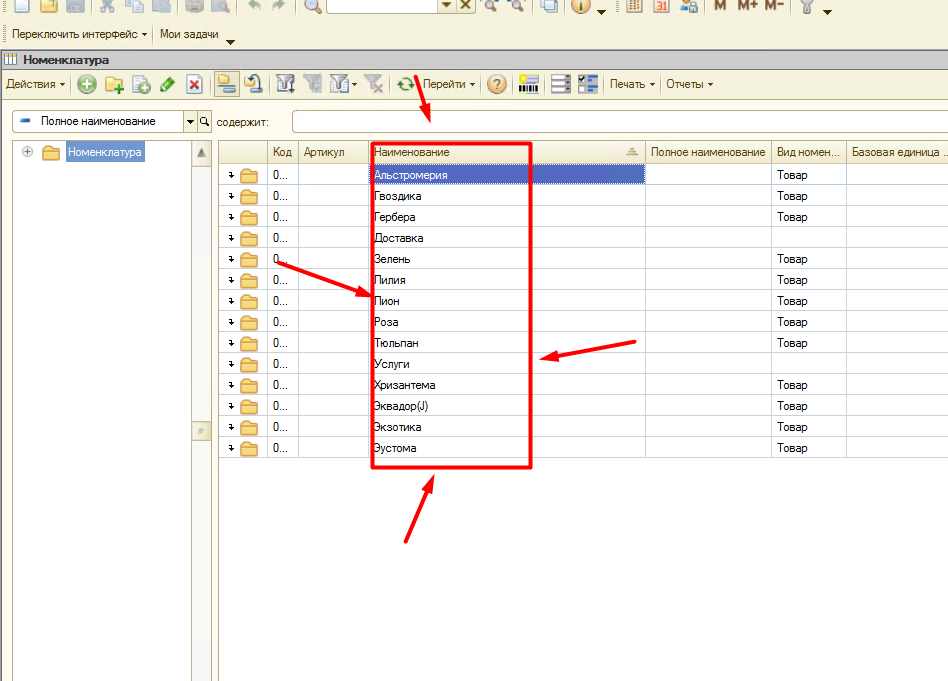 31 M M+ M-
Переключить интерфейс Мои задачи
Номенклатура
Действия Перейти ? Печать Отчеты
Полное наименование содержит:
Номенклатура
Код Артикул Наименование Полное наименование Вид номен... Базовая единица ...
0... Альстромерия Товар
0... Гвоздика Товар
0... Гербера Товар
0... Доставка
0... Зелень Товар
0... Лилия Товар
0... Пион Товар
0... Роза Товар
0... Тюльпан Товар
0... Услуги
0... Хризантема Товар
0... Эквадор(J) Товар
0... Экзотика Товар
0... Эустома Товар